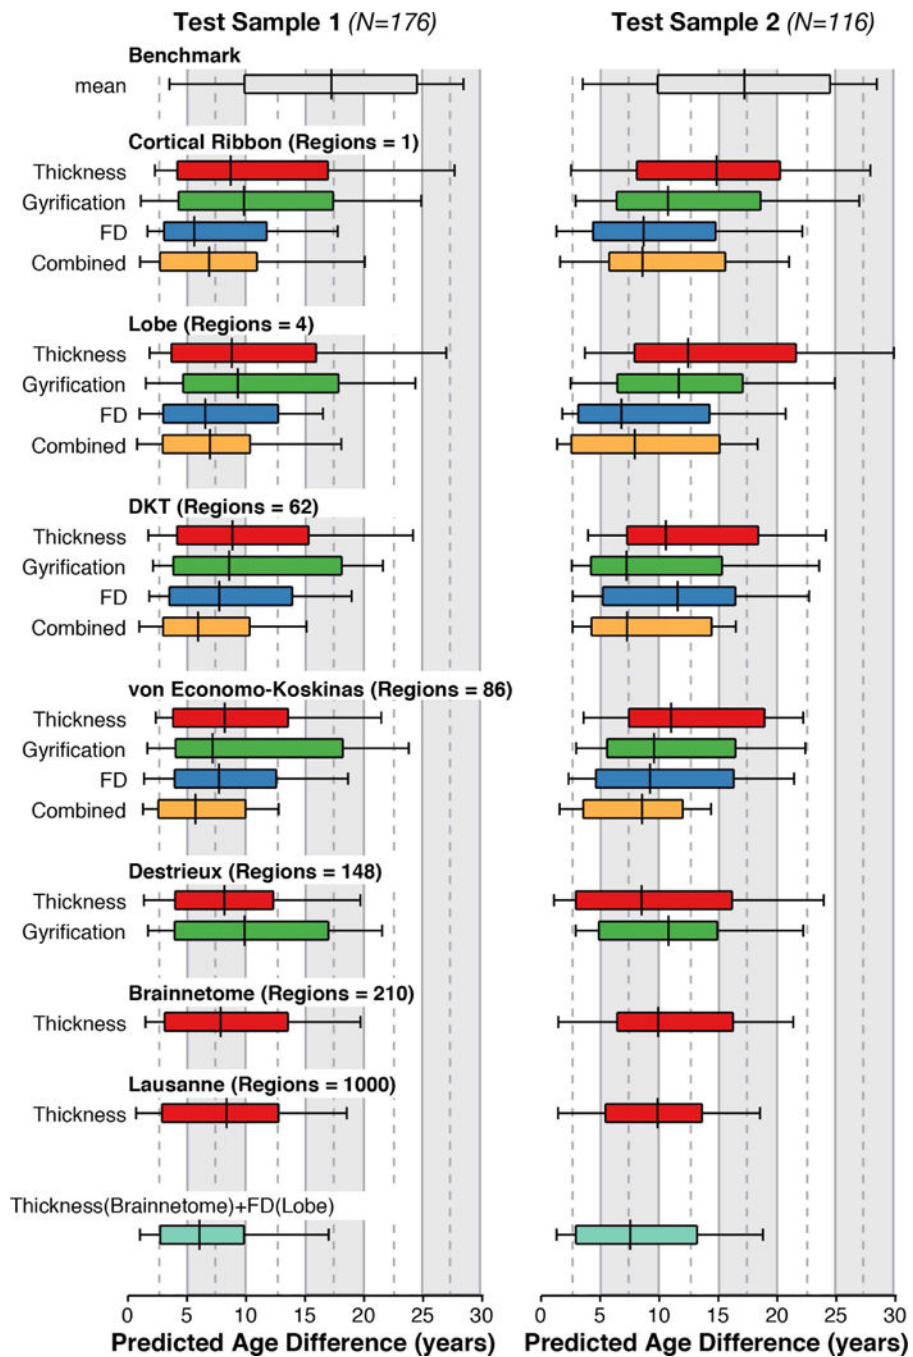 Test Sample 1 (N=176)
Test Sample 2 (N=116)
Benchmark
mean
Cortical Ribbon (Regions = 1)
Thickness
Gyrification
FD
Combined
Lobe (Regions = 4)
Thickness
Gyrification
FD
Combined
DKT (Regions = 62)
Thickness
Gyrification
FD
Combined
von Economo-Koskinas (Regions = 86)
Thickness
Gyrification
FD
Combined
Destrieux (Regions = 148)
Thickness
Gyrification
Brainnetome (Regions = 210)
Thickness
Lausanne (Regions = 1000)
Thickness
Thickness(Brainnetome)+FD(Lobe)
0 5 10 15 20 25 30
0 5 10 15 20 25 30
Predicted Age Difference (years)
Predicted Age Difference (years)